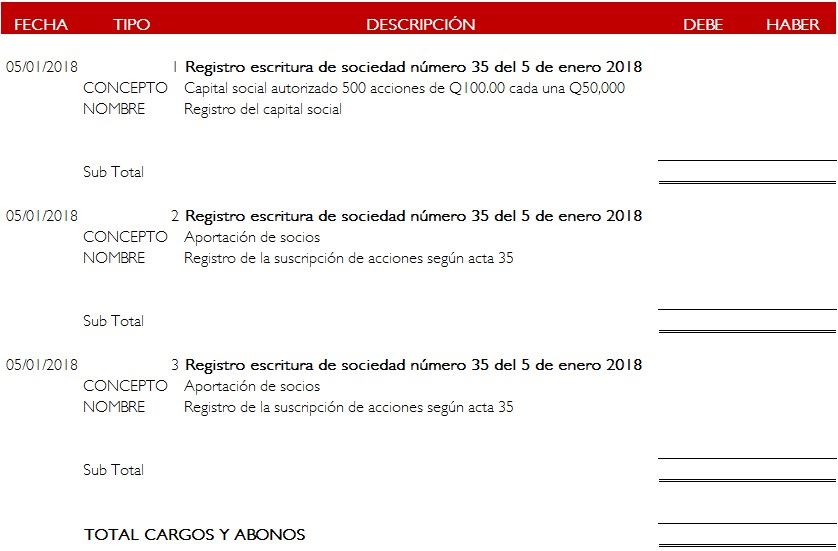 FECHA TIPO DESCRIPCIÓN DEBE HABER
05/01/2018 1 Registro escritura de sociedad número 35 del 5 de enero 2018
CONCEPTO Capital social autorizado 500 acciones de Q100.00 cada una Q50,000
NOMBRE Registro del capital social
Sub Total
05/01/2018 2 Registro escritura de sociedad número 35 del 5 de enero 2018
CONCEPTO Aportación de socios
NOMBRE Registro de la suscripción de acciones según acta 35
Sub Total
05/01/2018 3 Registro escritura de sociedad número 35 del 5 de enero 2018
CONCEPTO Aportación de socios
NOMBRE Registro de la suscripción de acciones según acta 35
Sub Total
TOTAL CARGOS Y ABONOS